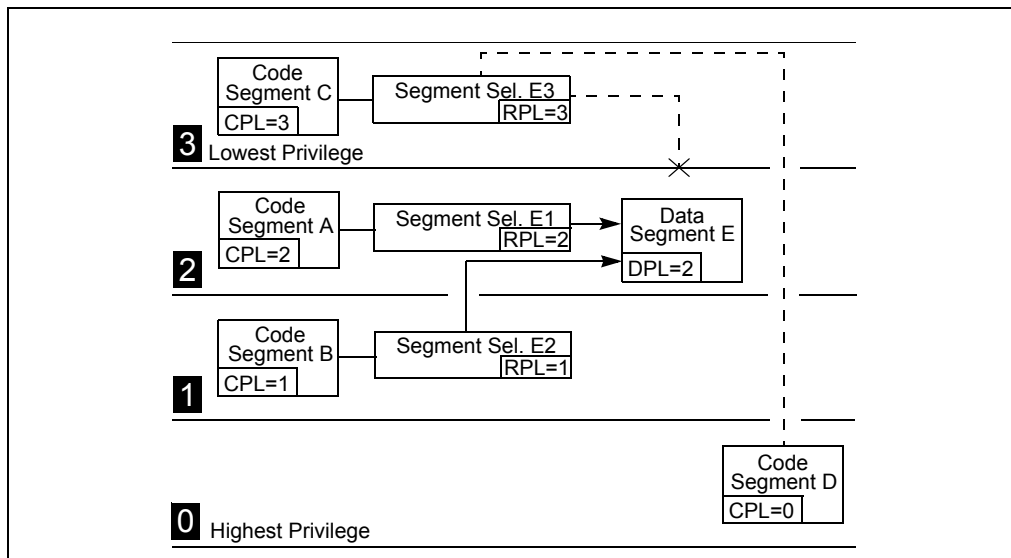 Code
Segment C
CPL=3
Segment Sel. E3
RPL=3
3 Lowest Privilege
Code
Segment A
CPL=2
Segment Sel. E1
RPL=2
Data
Segment E
DPL=2
2
Code
Segment B
CPL=1
Segment Sel. E2
RPL=1
1
Code
Segment D
CPL=0
0 Highest Privilege